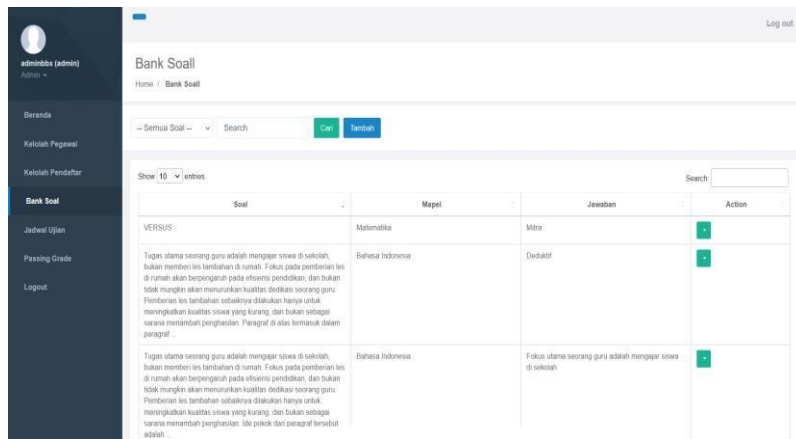 Log out
adminbbx (admin)
Admin
Bank Soall
Home / Bank Soall
Beranda
Kelolah Pegawai
Kelolah Pendaftar
Bank Soal
Jadwal Ujian
Passing Grade
Logout
-- Semua Soal --
Search
Cari
Tambah
Show 10 entries
Search:
Soal
Mapel
Jawaban
Action
VERSUS
Matematika
Mitra
Tugas utama seorang guru adalah mengajar siswa di sekolah,
bukan memberi les tambahan di rumah. Fokus pada pemberian les
di rumah akan berpengaruh pada efisiensi pendidikan, dan bukan
tidak mungkin akan menurunkan kualitas dedikasi seorang guru.
Pemberian les tambahan sebaiknya dilakukan hanya untuk
meningkatkan kualitas siswa yang kurang, dan bukan sebagai
sarana menambah penghasilan. Paragraf di atas termasuk dalam
paragraf ...
Bahasa Indonesia
Deduktif
Tugas utama seorang guru adalah mengajar siswa di sekolah,
bukan memberi les tambahan di rumah. Fokus pada pemberian les
di rumah akan berpengaruh pada efisiensi pendidikan, dan bukan
tidak mungkin akan menurunkan kualitas dedikasi seorang guru.
Pemberian les tambahan sebaiknya dilakukan hanya untuk
meningkatkan kualitas siswa yang kurang, dan bukan sebagai
sarana menambah penghasilan. Ide pokok dari paragraf tersebut
adalah ...
Bahasa Indonesia
Fokus utama seorang guru adalah mengajar siswa
di sekolah